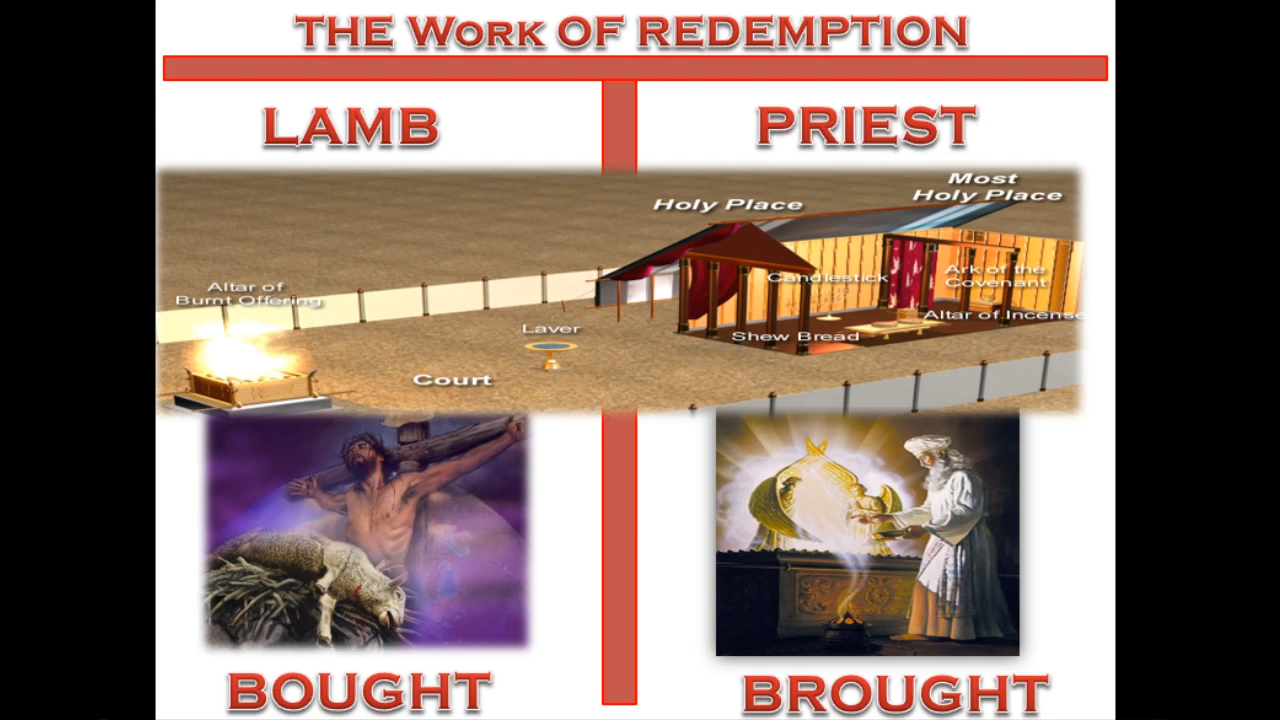 THE Work OF REDEMPTION
LAMB
PRIEST
Most
Holy Place
Holy Place
Candlestick
Ark of the
Covenant
Altar of
Burnt Offering
Altar of Incense
Laver
Shew Bread
Court
BOUGHT
BROUGHT